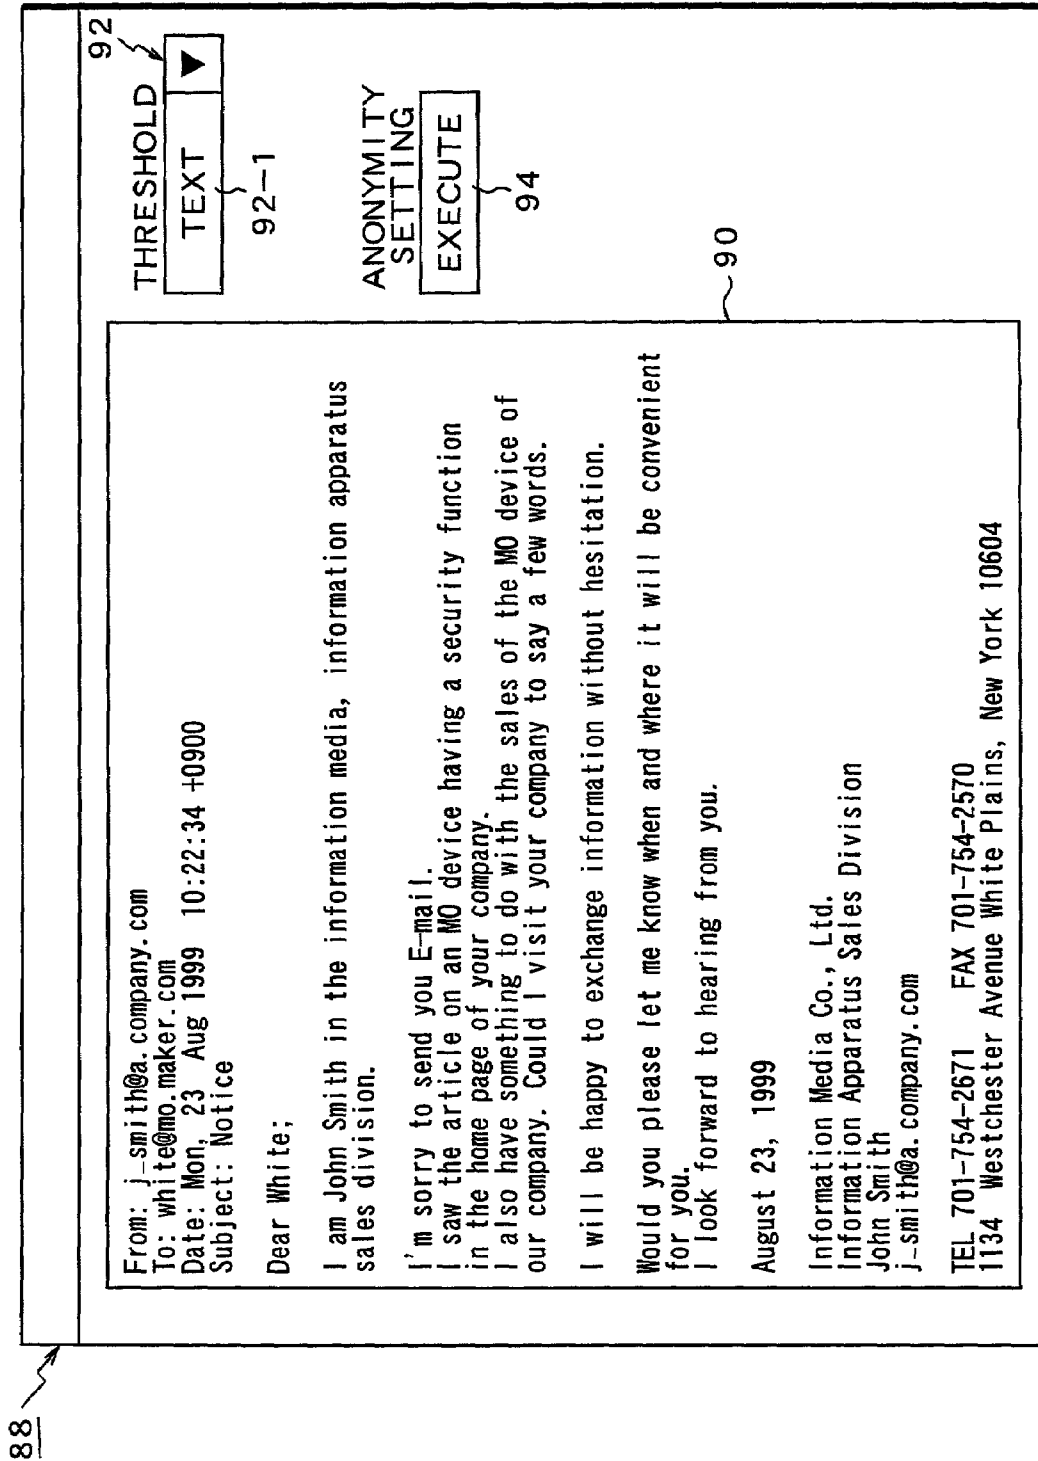 88
92
THRESHOLD
TEXT ▼
92-1
ANONYMITY
SETTING
EXECUTE
94
90
From: j-smith@a.company.com
To: white@mo.maker.com
Date: Mon, 23 Aug 1999 10:22:34 +0900
Subject: Notice
Dear White;
I am John Smith in the information media, information apparatus
sales division.
I'm sorry to send you E-mail.
I saw the article on an MO device having a security function
in the home page of your company.
I also have something to do with the sales of the MO device of
our company. Could I visit your company to say a few words.
I will be happy to exchange information without hesitation.
Would you please let me know when and where it will be convenient
for you.
I look forward to hearing from you.
August 23, 1999
Information Media Co., Ltd.
Information Apparatus Sales Division
John Smith
j-smith@a.company.com
TEL 701-754-2671 FAX 701-754-2570
1134 Westchester Avenue White Plains, New York 10604